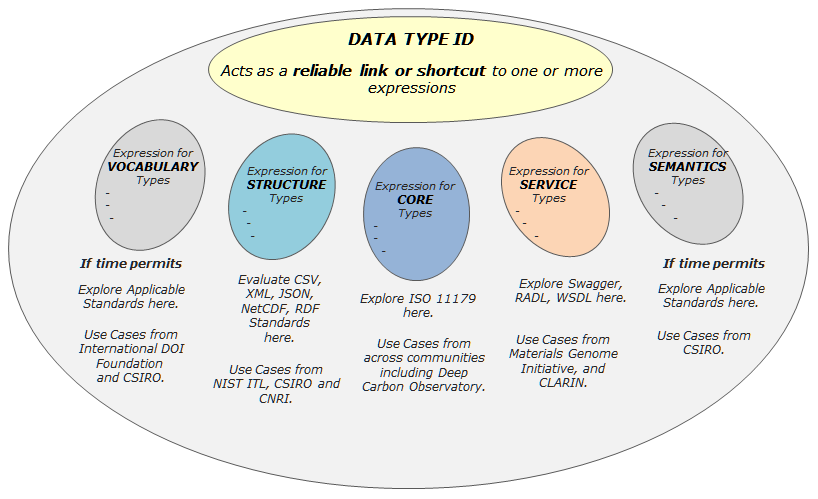 DATA TYPE ID
Acts as a reliable link or shortcut to one or more
expressions
Expression for
VOCABULARY
Types
-
-
-
If time permits
Explore Applicable
Standards here.
Use Cases from
International DOI
Foundation
and CSIRO.
Expression for
STRUCTURE
Types
-
-
-
Evaluate CSV,
XML, JSON,
NetCDF, RDF
Standards
here.
Use Cases from
NIST ITL, CSIRO and
CNRI.
Expression for
CORE
Types
-
-
-
Explore ISO 11179
here.
Use Cases from
across communities
including Deep
Carbon Observatory.
Expression for
SERVICE
Types
-
-
-
Explore Swagger,
RADL, WSDL here.
Use Cases from
Materials Genome
Initiative, and
CLARIN.
Expression for
SEMANTICS
Types
-
-
-
If time permits
Explore Applicable
Standards here.
Use Cases from
CSIRO.